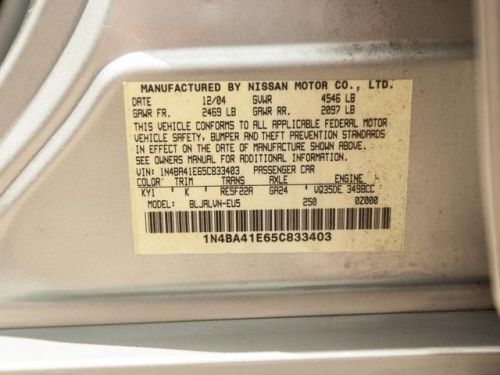 MANUFACTURED BY NISSAN MOTOR CO., LTD.
DATE 12/04 GVWR 4546 LB
GAWR FR. 2469 LB GAWR RR. 2097 LB
THIS VEHICLE CONFORMS TO ALL APPLICABLE FEDERAL MOTOR
VEHICLE SAFETY, BUMPER AND THEFT PREVENTION STANDARDS
IN EFFECT ON THE DATE OF MANUFACTURE SHOWN ABOVE.
SEE OWNERS MANUAL FOR ADDITIONAL INFORMATION.
VIN: 1N4BA41E65C833403 PASSENGER CAR
COLOR TRIM TRANS AXLE ENGINE
KY1 K RE5F22A GA24 VQ35DE 3498CC
MODEL: BLJALVN-EU5 250 0Z000
1N4BA41E65C833403